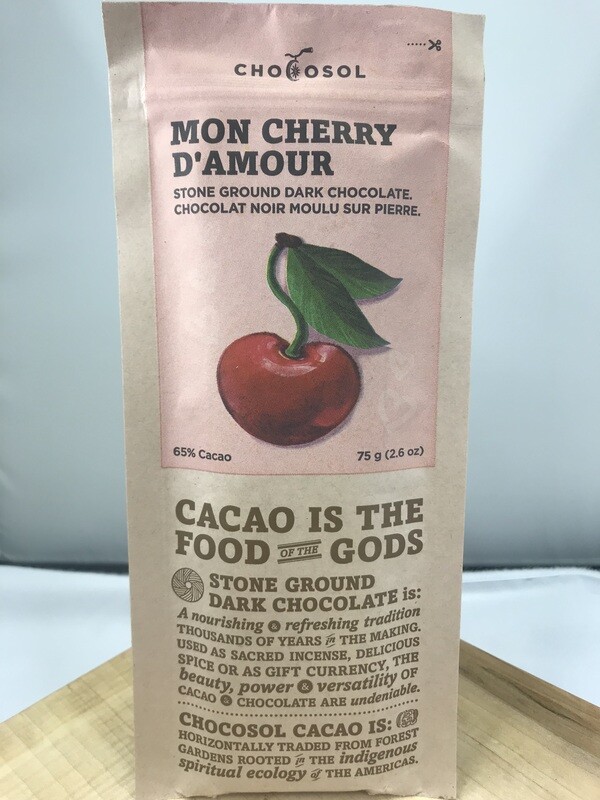 CHOCOSOL
MON CHERRY
D'AMOUR
STONE GROUND DARK CHOCOLATE.
CHOCOLAT NOIR MOULU SUR PIERRE.
65% Cacao
75 g (2.6 oz)
CACAO IS THE
FOOD OF THE GODS
STONE GROUND
DARK CHOCOLATE is:
A nourishing & refreshing tradition
THOUSANDS OF YEARS in THE MAKING.
USED AS SACRED INCENSE, DELICIOUS
SPICE OR AS GIFT CURRENCY, THE
beauty, power & versatility OF
CACAO & CHOCOLATE ARE undeniable.
CHOCOSOL CACAO IS:
HORIZONTALLY TRADED FROM FOREST
GARDENS ROOTED in THE indigenous
spiritual ecology of THE AMERICAS.